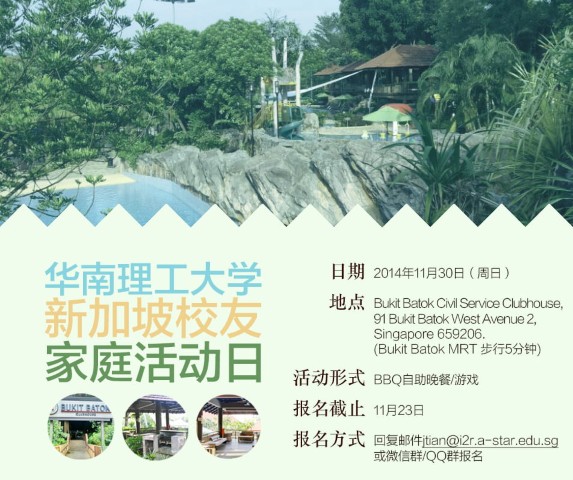 华南理工大学
新加坡校友
家庭活动日
BUKIT BATOK
日期 2014年11月30日（周日）
地点 Bukit Batok Civil Service Clubhouse,
91 Bukit Batok West Avenue 2,
Singapore 659206.
(Bukit Batok MRT 步行5分钟)
活动形式 BBQ自助晚餐/游戏
报名截止 11月23日
报名方式 回复邮件jtian@i2r.a-star.edu.sg
或微信群/QQ群报名